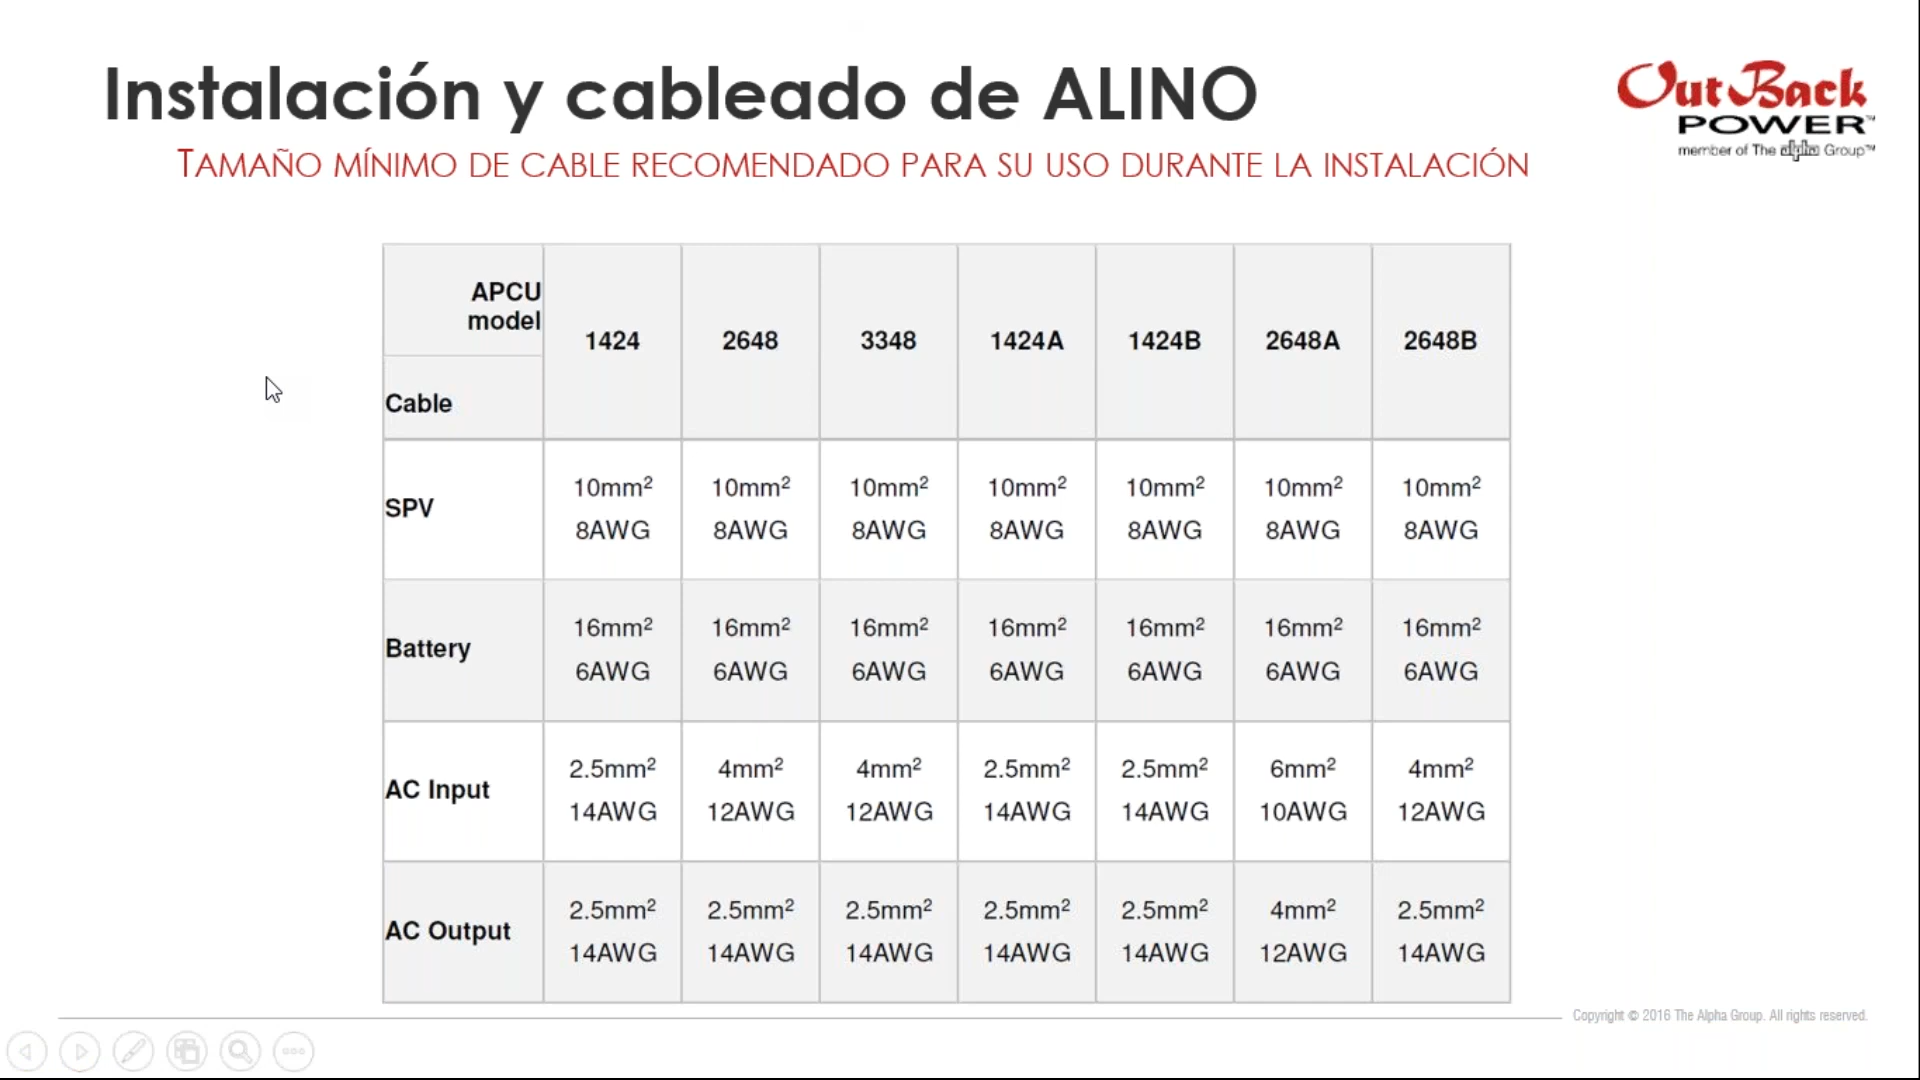 Instalación y cableado de ALINO
TAMAÑO MÍNIMO DE CABLE RECOMENDADO PARA SU USO DURANTE LA INSTALACIÓN
OutBack
POWER™
member of The alpha Group™
APCU
model
Cable
1424 2648 3348 1424A 1424B 2648A 2648B
SPV
10mm² 10mm² 10mm² 10mm² 10mm² 10mm² 10mm²
8AWG 8AWG 8AWG 8AWG 8AWG 8AWG 8AWG
Battery
16mm² 16mm² 16mm² 16mm² 16mm² 16mm² 16mm²
6AWG 6AWG 6AWG 6AWG 6AWG 6AWG 6AWG
AC Input
2.5mm² 4mm² 4mm² 2.5mm² 2.5mm² 6mm² 4mm²
14AWG 12AWG 12AWG 14AWG 14AWG 10AWG 12AWG
AC Output
2.5mm² 2.5mm² 2.5mm² 2.5mm² 2.5mm² 4mm² 2.5mm²
14AWG 14AWG 14AWG 14AWG 14AWG 12AWG 14AWG
Copyright © 2016 The Alpha Group. All rights reserved.